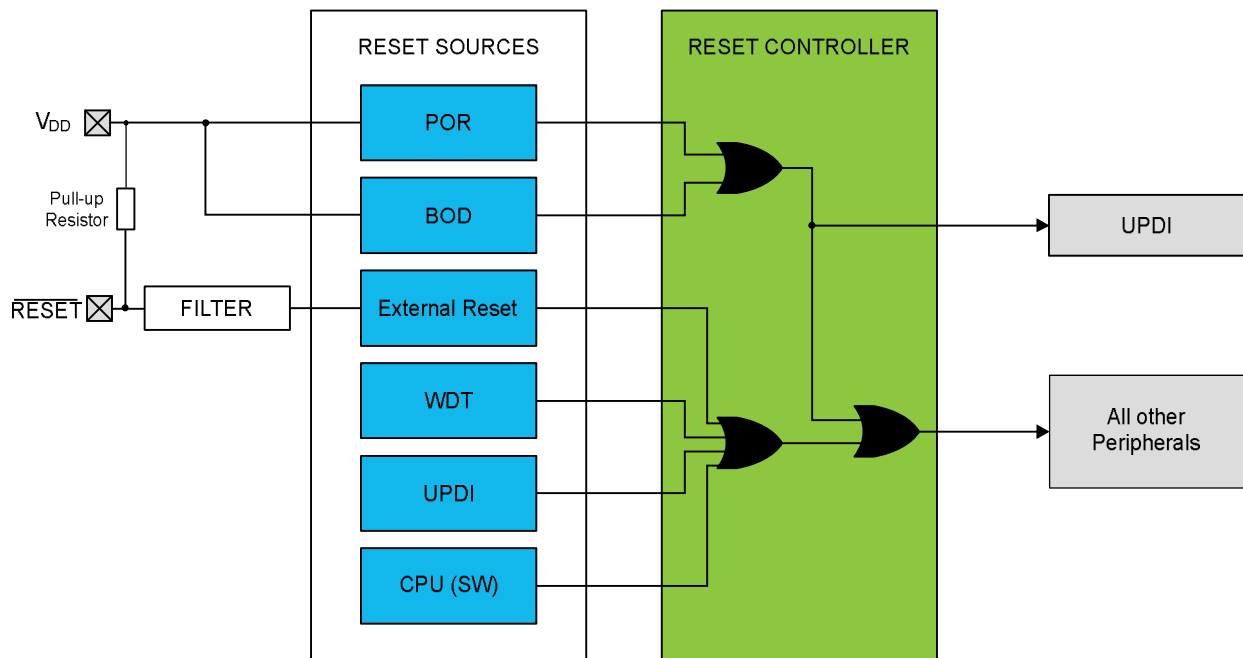 RESET SOURCES
RESET CONTROLLER
VDD
POR
Pull-up
Resistor
BOD
UPDI
RESET
FILTER
External Reset
WDT
All other
Peripherals
UPDI
CPU (SW)